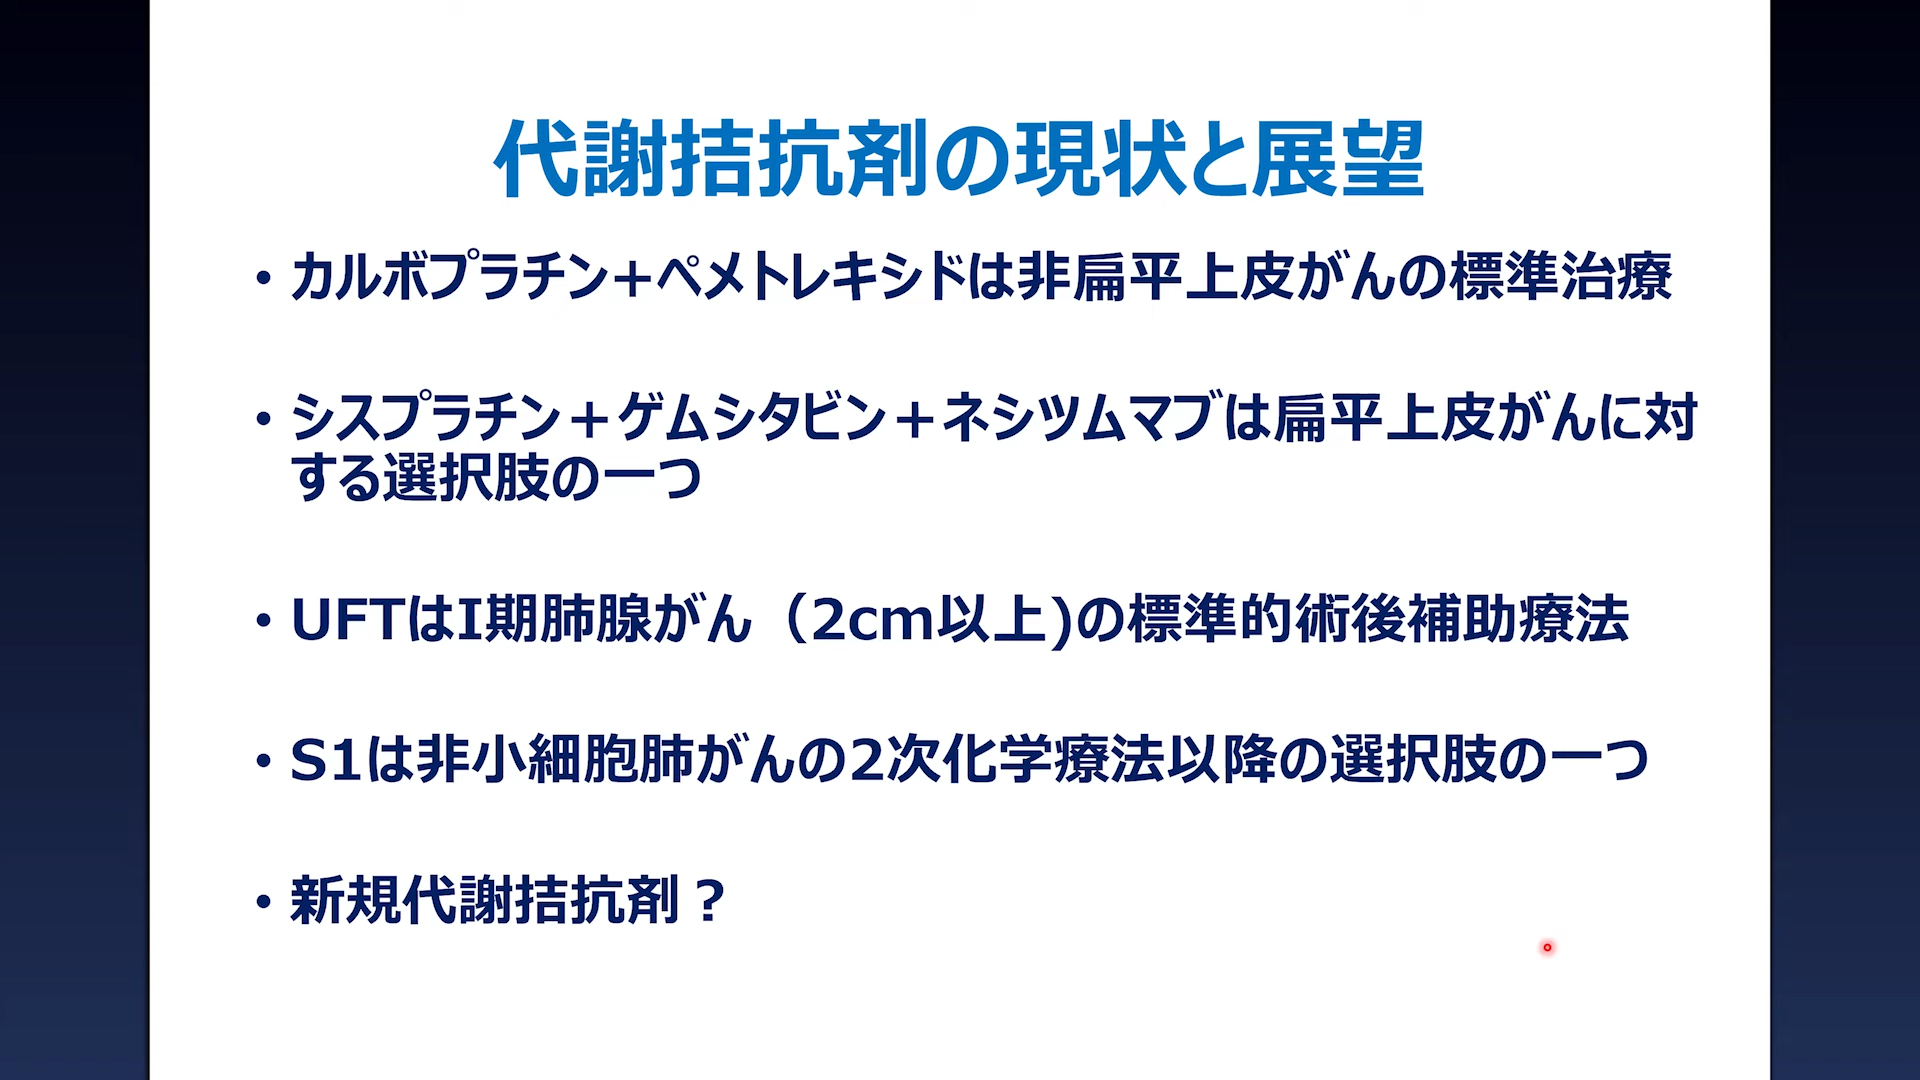 代謝拮抗剤の現状と展望
• カルボプラチン+ペメトレキシドは非扁平上皮がんの標準治療
• シスプラチン＋ゲムシタビン＋ネシツムマブは扁平上皮がんに対
する選択肢の一つ
• UFTはI期肺腺がん（2cm以上)の標準的術後補助療法
• S1は非小細胞肺がんの2次化学療法以降の選択肢の一つ
• 新規代謝拮抗剤？